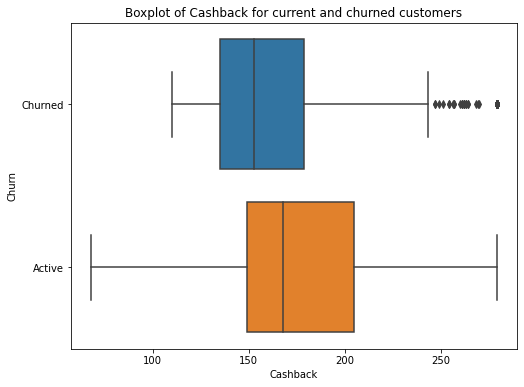 Boxplot of Cashback for current and churned customers
Churned
Churn
Active
100
150
200
250
Cashback